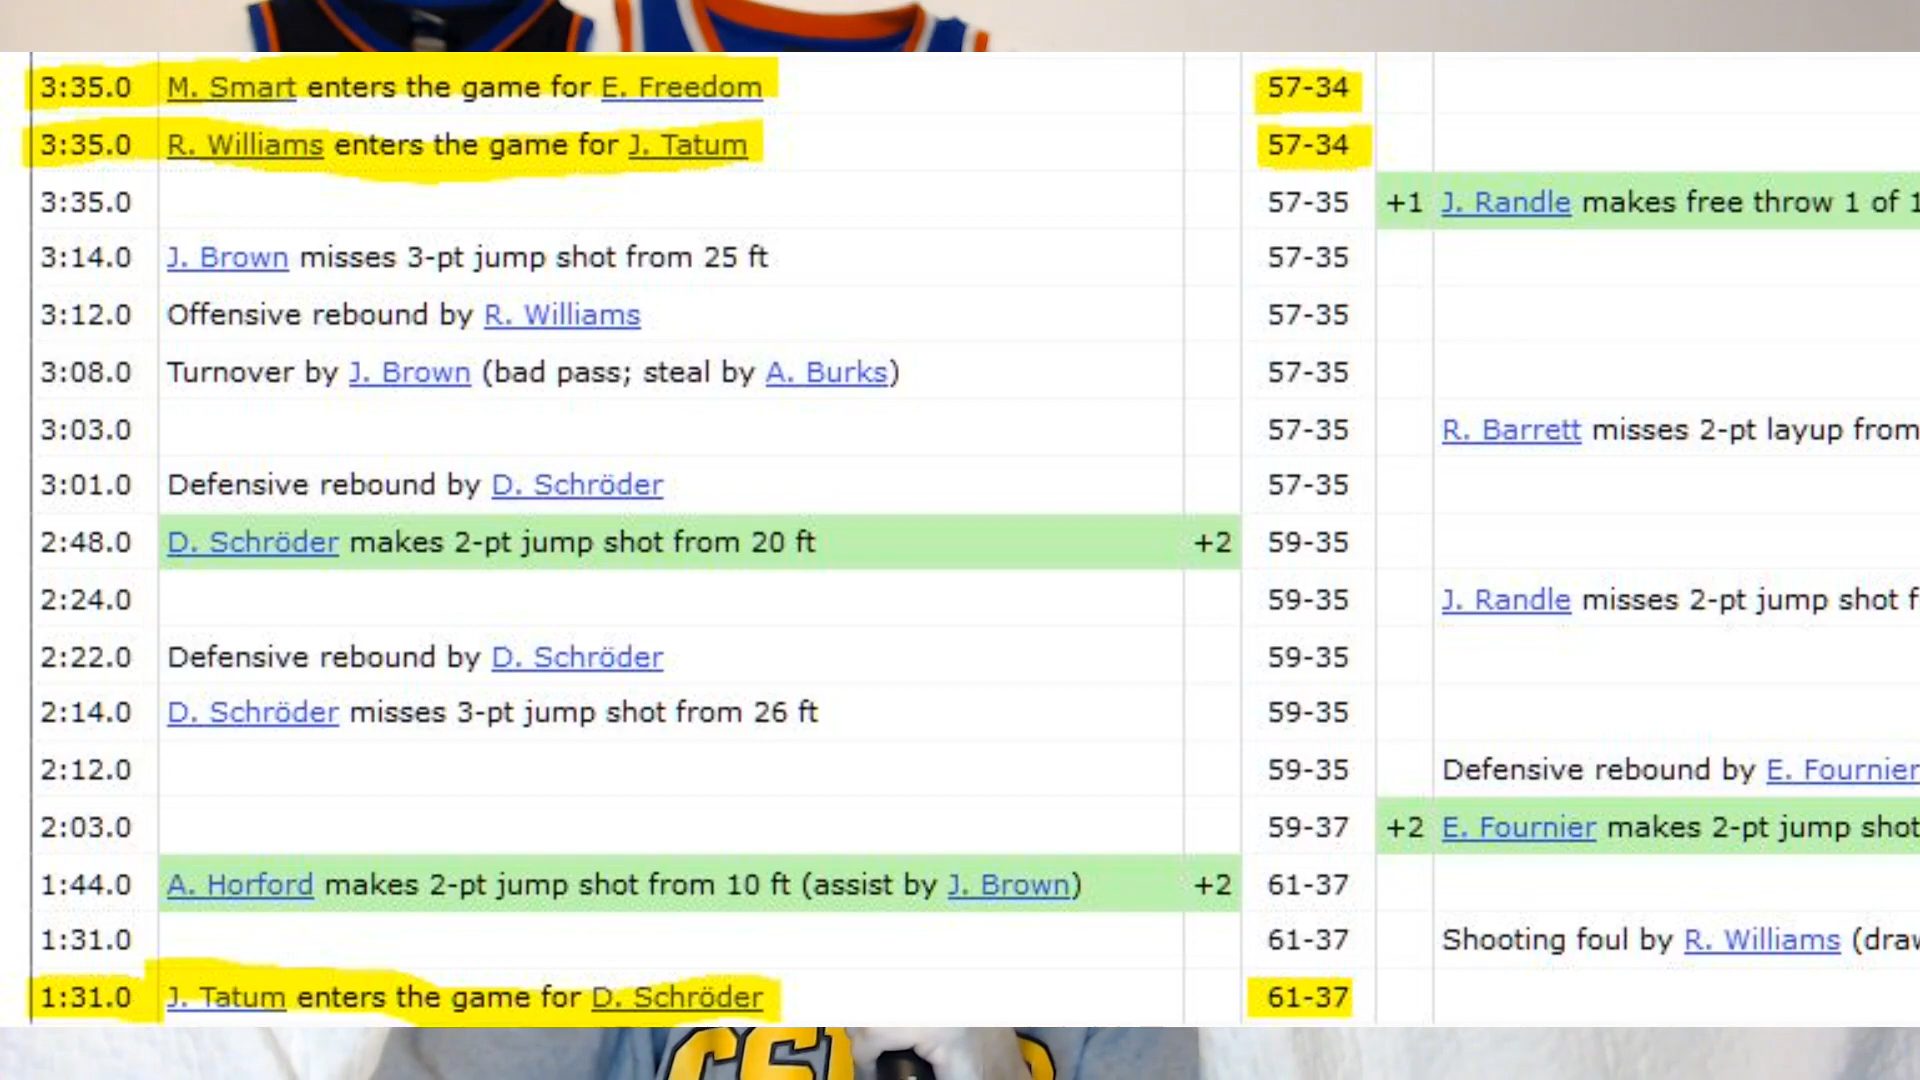 3:35.0 M. Smart enters the game for E. Freedom 57-34
3:35.0 R. Williams enters the game for J. Tatum 57-34
3:35.0 57-35 +1 J. Randle makes free throw 1 of 1
3:14.0 J. Brown misses 3-pt jump shot from 25 ft 57-35
3:12.0 Offensive rebound by R. Williams 57-35
3:08.0 Turnover by J. Brown (bad pass; steal by A. Burks) 57-35
3:03.0 57-35 R. Barrett misses 2-pt layup from
3:01.0 Defensive rebound by D. Schröder 57-35
2:48.0 D. Schröder makes 2-pt jump shot from 20 ft +2 59-35
2:24.0 59-35 J. Randle misses 2-pt jump shot f
2:22.0 Defensive rebound by D. Schröder 59-35
2:14.0 D. Schröder misses 3-pt jump shot from 26 ft 59-35
2:12.0 59-35 Defensive rebound by E. Fournier
2:03.0 59-37 +2 E. Fournier makes 2-pt jump shot
1:44.0 A. Horford makes 2-pt jump shot from 10 ft (assist by J. Brown) +2 61-37
1:31.0 61-37 Shooting foul by R. Williams (draw
1:31.0 J. Tatum enters the game for D. Schröder 61-37